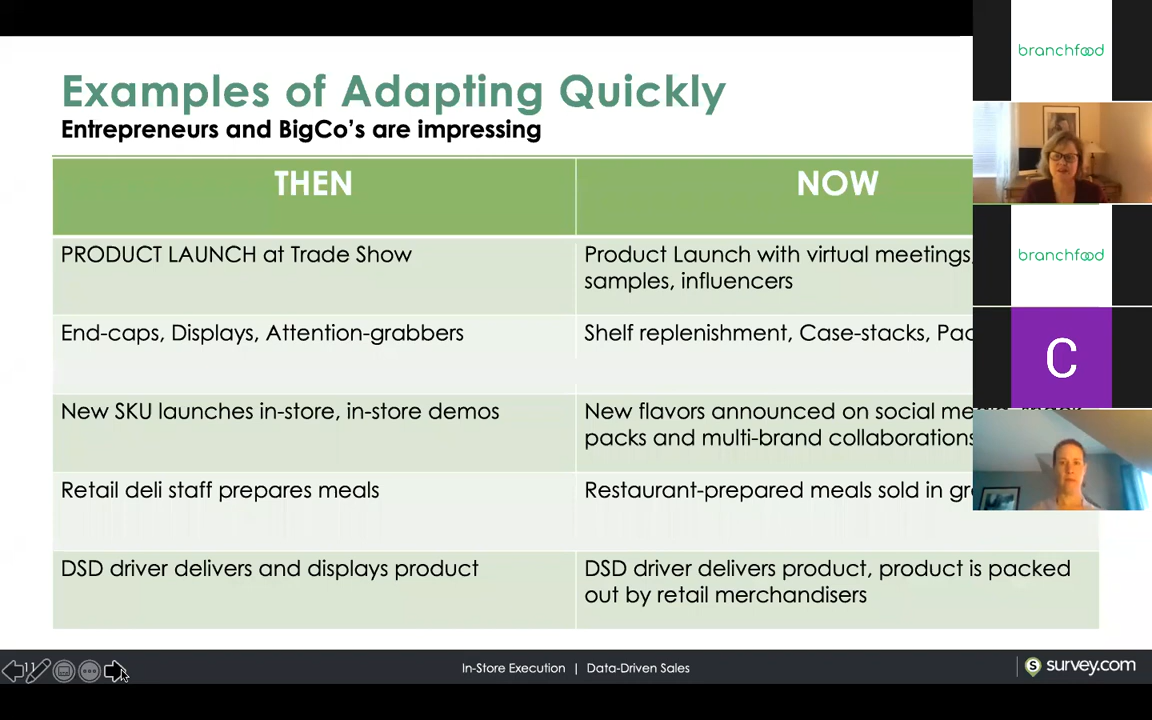 Examples of Adapting Quickly
Entrepreneurs and BigCo's are impressing
THEN
NOW
PRODUCT LAUNCH at Trade Show
Product Launch with virtual meetings,
samples, influencers
End-caps, Displays, Attention-grabbers
Shelf replenishment, Case-stacks,
New SKU launches in-store, in-store demos
New flavors announced on social
packs and multi-brand collaborations
Retail deli staff prepares meals
Restaurant-prepared meals sold in
DSD driver delivers and displays product
DSD driver delivers product, product is packed
out by retail merchandisers
11
In-Store Execution | Data-Driven Sales
survey.com
branchfood
branchfood
C